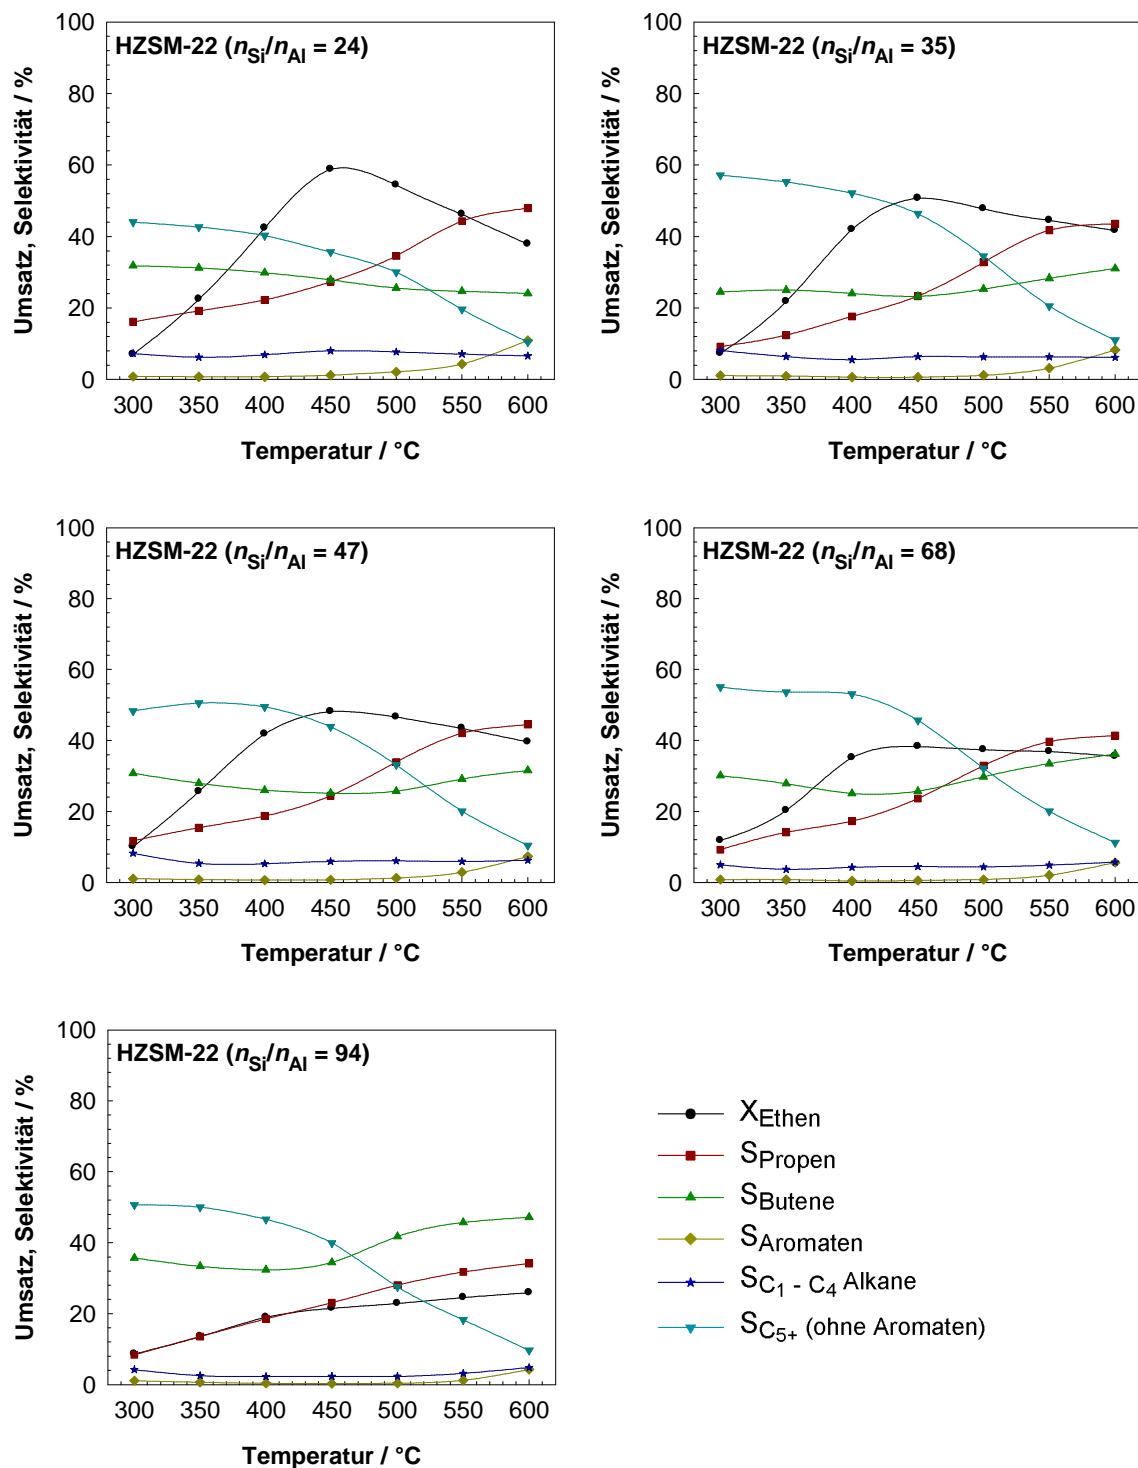 HZSM-22 (nSi/nAl = 24)
Umsatz, Selektivität / %
100
80
60
40
20
0
300 350 400 450 500 550 600
Temperatur / °C
HZSM-22 (nSi/nAl = 35)
Umsatz, Selektivität / %
100
80
60
40
20
0
300 350 400 450 500 550 600
Temperatur / °C
HZSM-22 (nSi/nAl = 47)
Umsatz, Selektivität / %
100
80
60
40
20
0
300 350 400 450 500 550 600
Temperatur / °C
HZSM-22 (nSi/nAl = 68)
Umsatz, Selektivität / %
100
80
60
40
20
0
300 350 400 450 500 550 600
Temperatur / °C
HZSM-22 (nSi/nAl = 94)
Umsatz, Selektivität / %
100
80
60
40
20
0
300 350 400 450 500 550 600
Temperatur / °C
XEthen
SPropen
SButene
SAromaten
SC1 - C4 Alkane
SC5+ (ohne Aromaten)